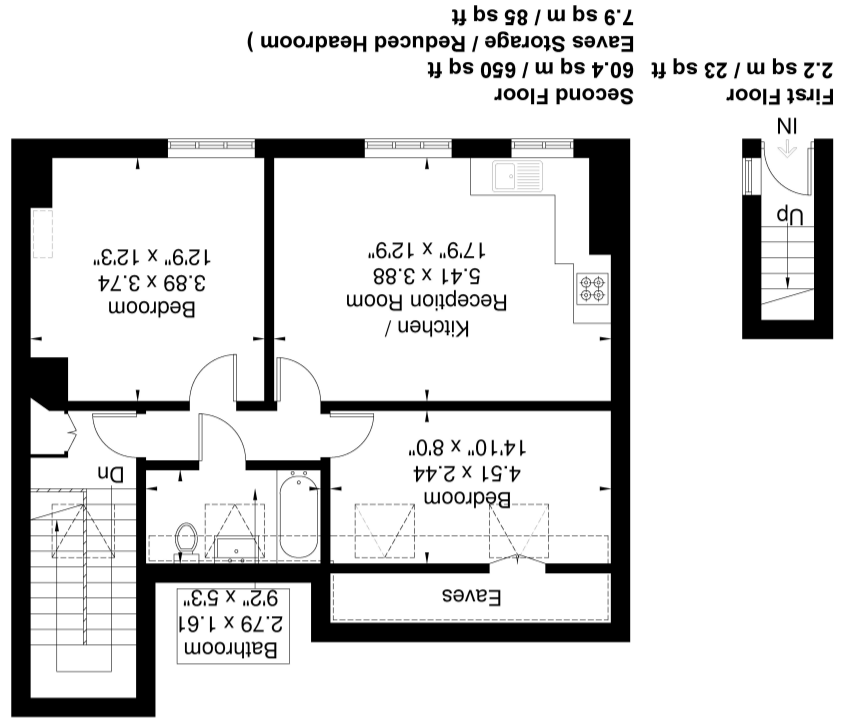 Bathroom
2.79 x 1.61
9'2" x 5'3"
Eaves
Bedroom
4.51 x 2.44
14'10" x 8'0"
Dn
Kitchen /
Reception Room
5.41 x 3.88
17'9" x 12'9"
Bedroom
3.89 x 3.74
12'9" x 12'3"
Up
IN
First Floor
2.2 sq m / 23 sq ft
Second Floor
60.4 sq m / 650 sq ft
Eaves Storage / Reduced Headroom )
7.9 sq m / 85 sq ft